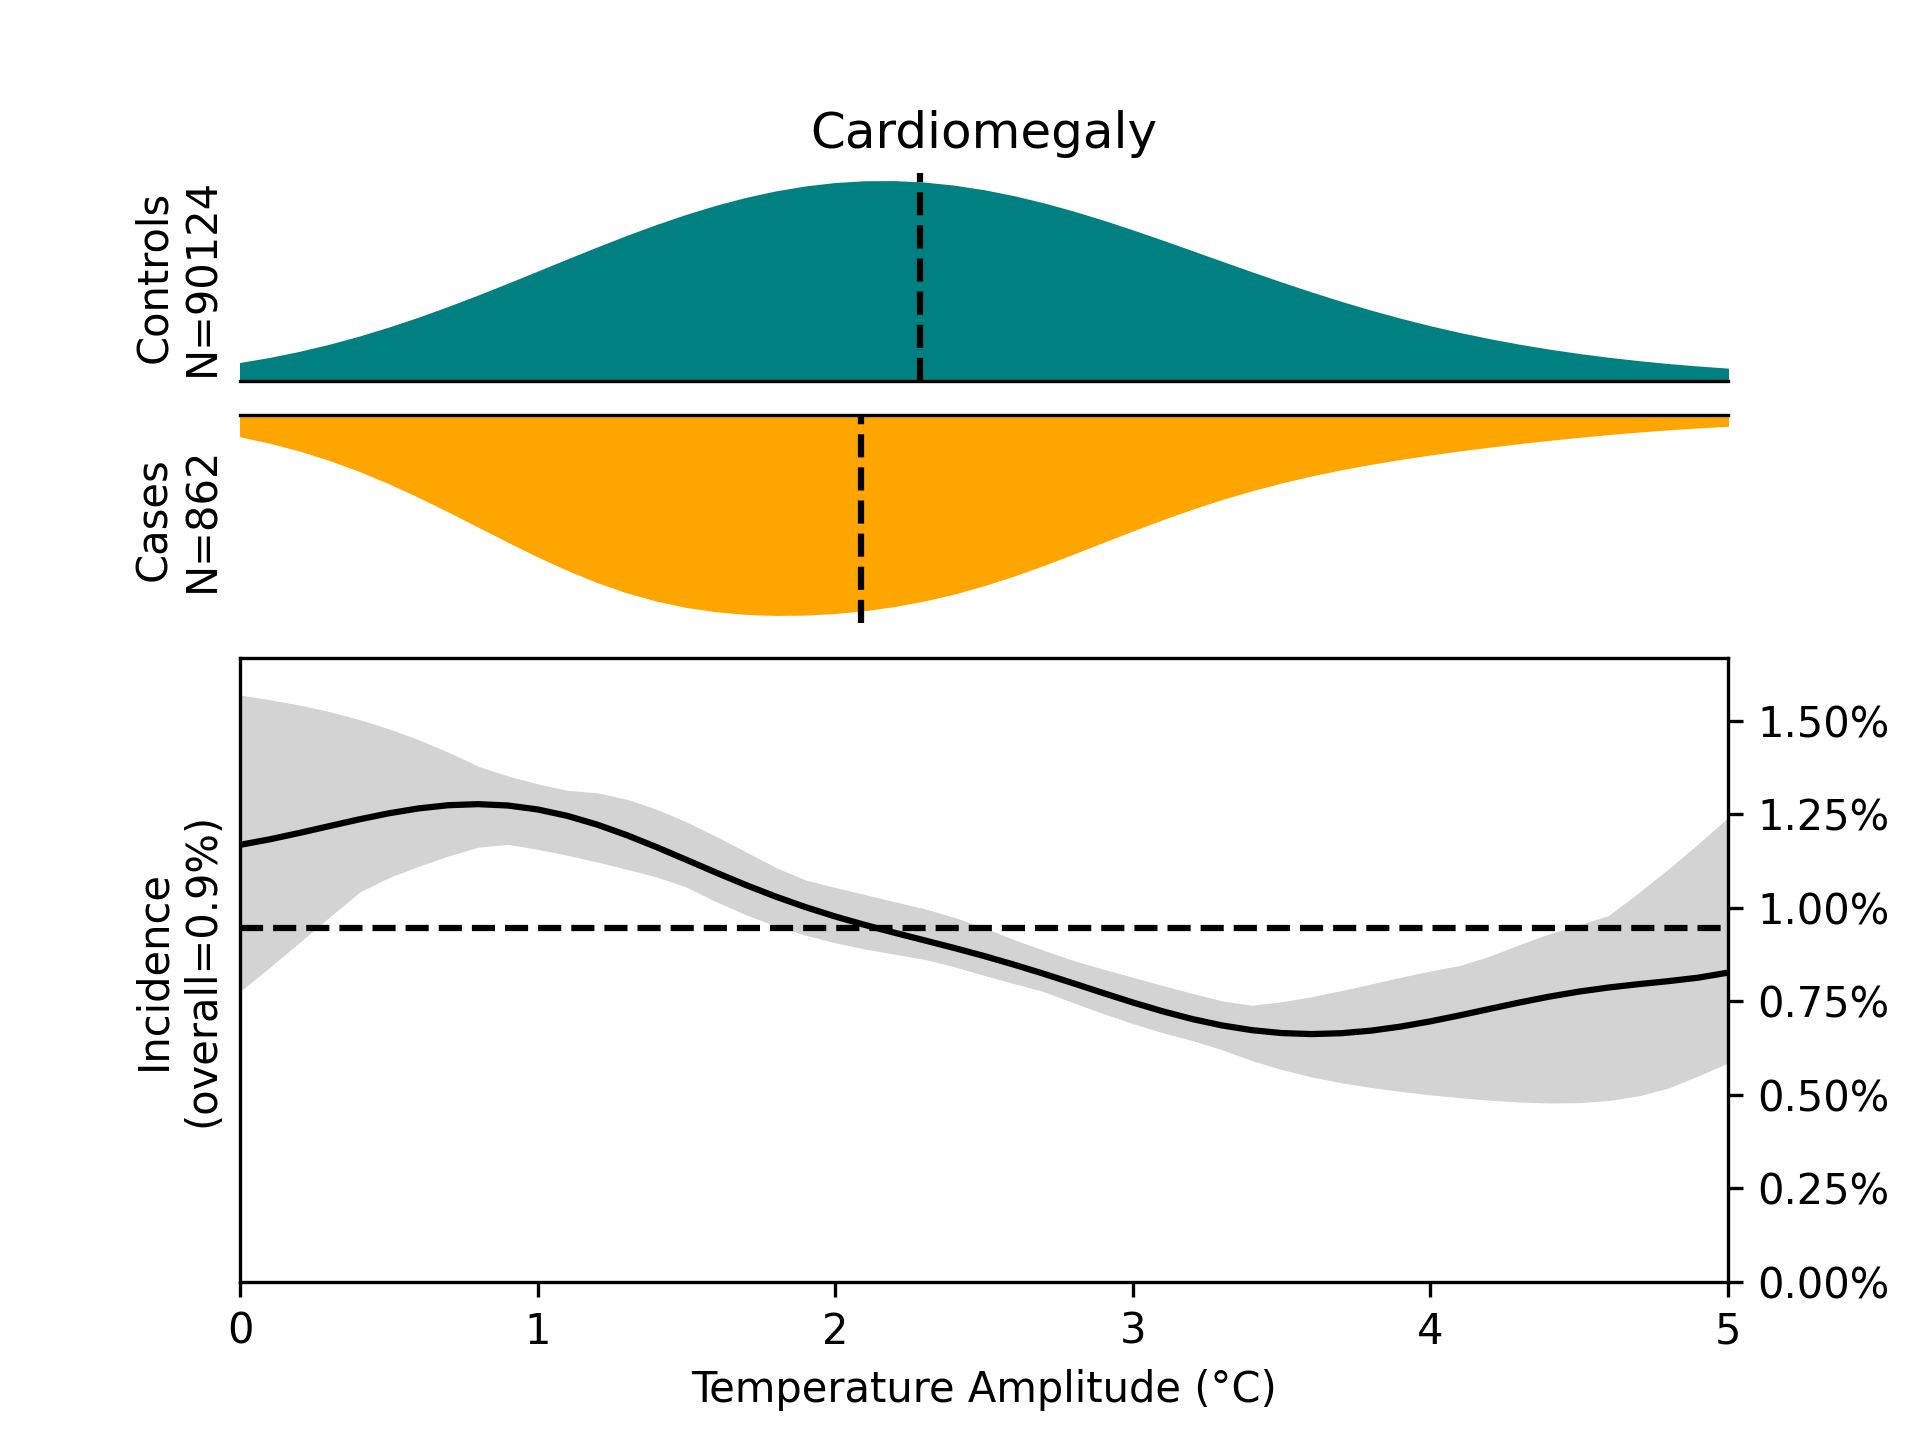 Cardiomegaly
Controls
N=90124
Cases
N=862
Incidence
(overall=0.9%)
1.50%
1.25%
1.00%
0.75%
0.50%
0.25%
0.00%
0 1 2 3 4 5
Temperature Amplitude (°C)